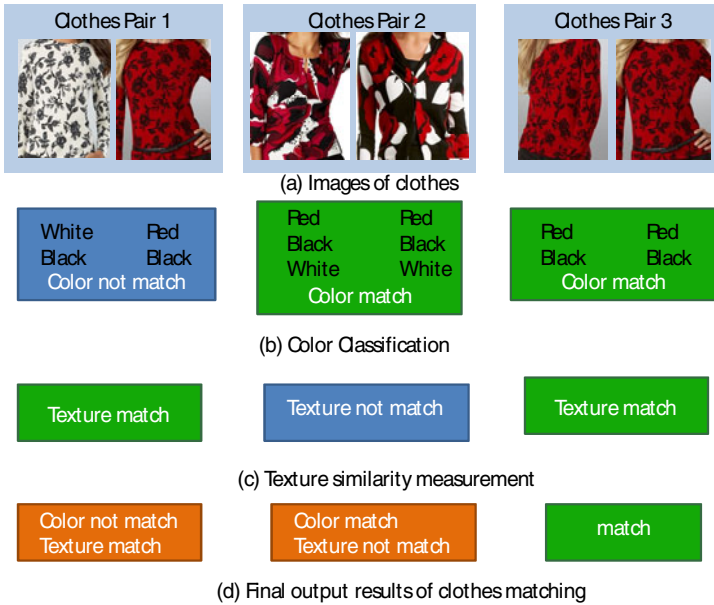 Clothes Pair 1 Clothes Pair 2 Clothes Pair 3
(a) Images of clothes
White Red
Black Black
Color not match
Red Red
Black Black
White White
Color match
Red Red
Black Black
Color match
(b) Color Classification
Texture match
Texture not match
Texture match
(c) Texture similarity measurement
Color not match
Texture match
Color match
Texture not match
match
(d) Final output results of clothes matching